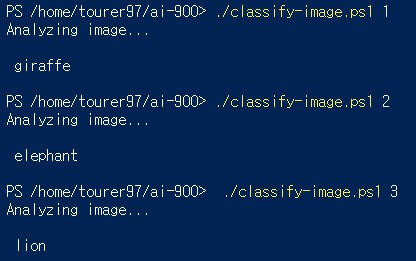 PS /home/tourer97/ai-900> ./classify-image.ps1 1
Analyzing image...
giraffe
PS /home/tourer97/ai-900> ./classify-image.ps1 2
Analyzing image...
elephant
PS /home/tourer97/ai-900>  ./classify-image.ps1 3
Analyzing image...
lion